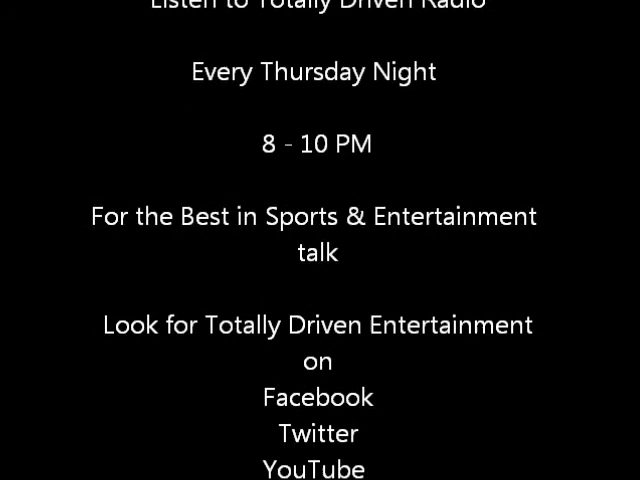 Listen to Totally Driven Radio
Every Thursday Night
8 - 10 PM
For the Best in Sports & Entertainment
talk
Look for Totally Driven Entertainment
on
Facebook
Twitter
YouTube